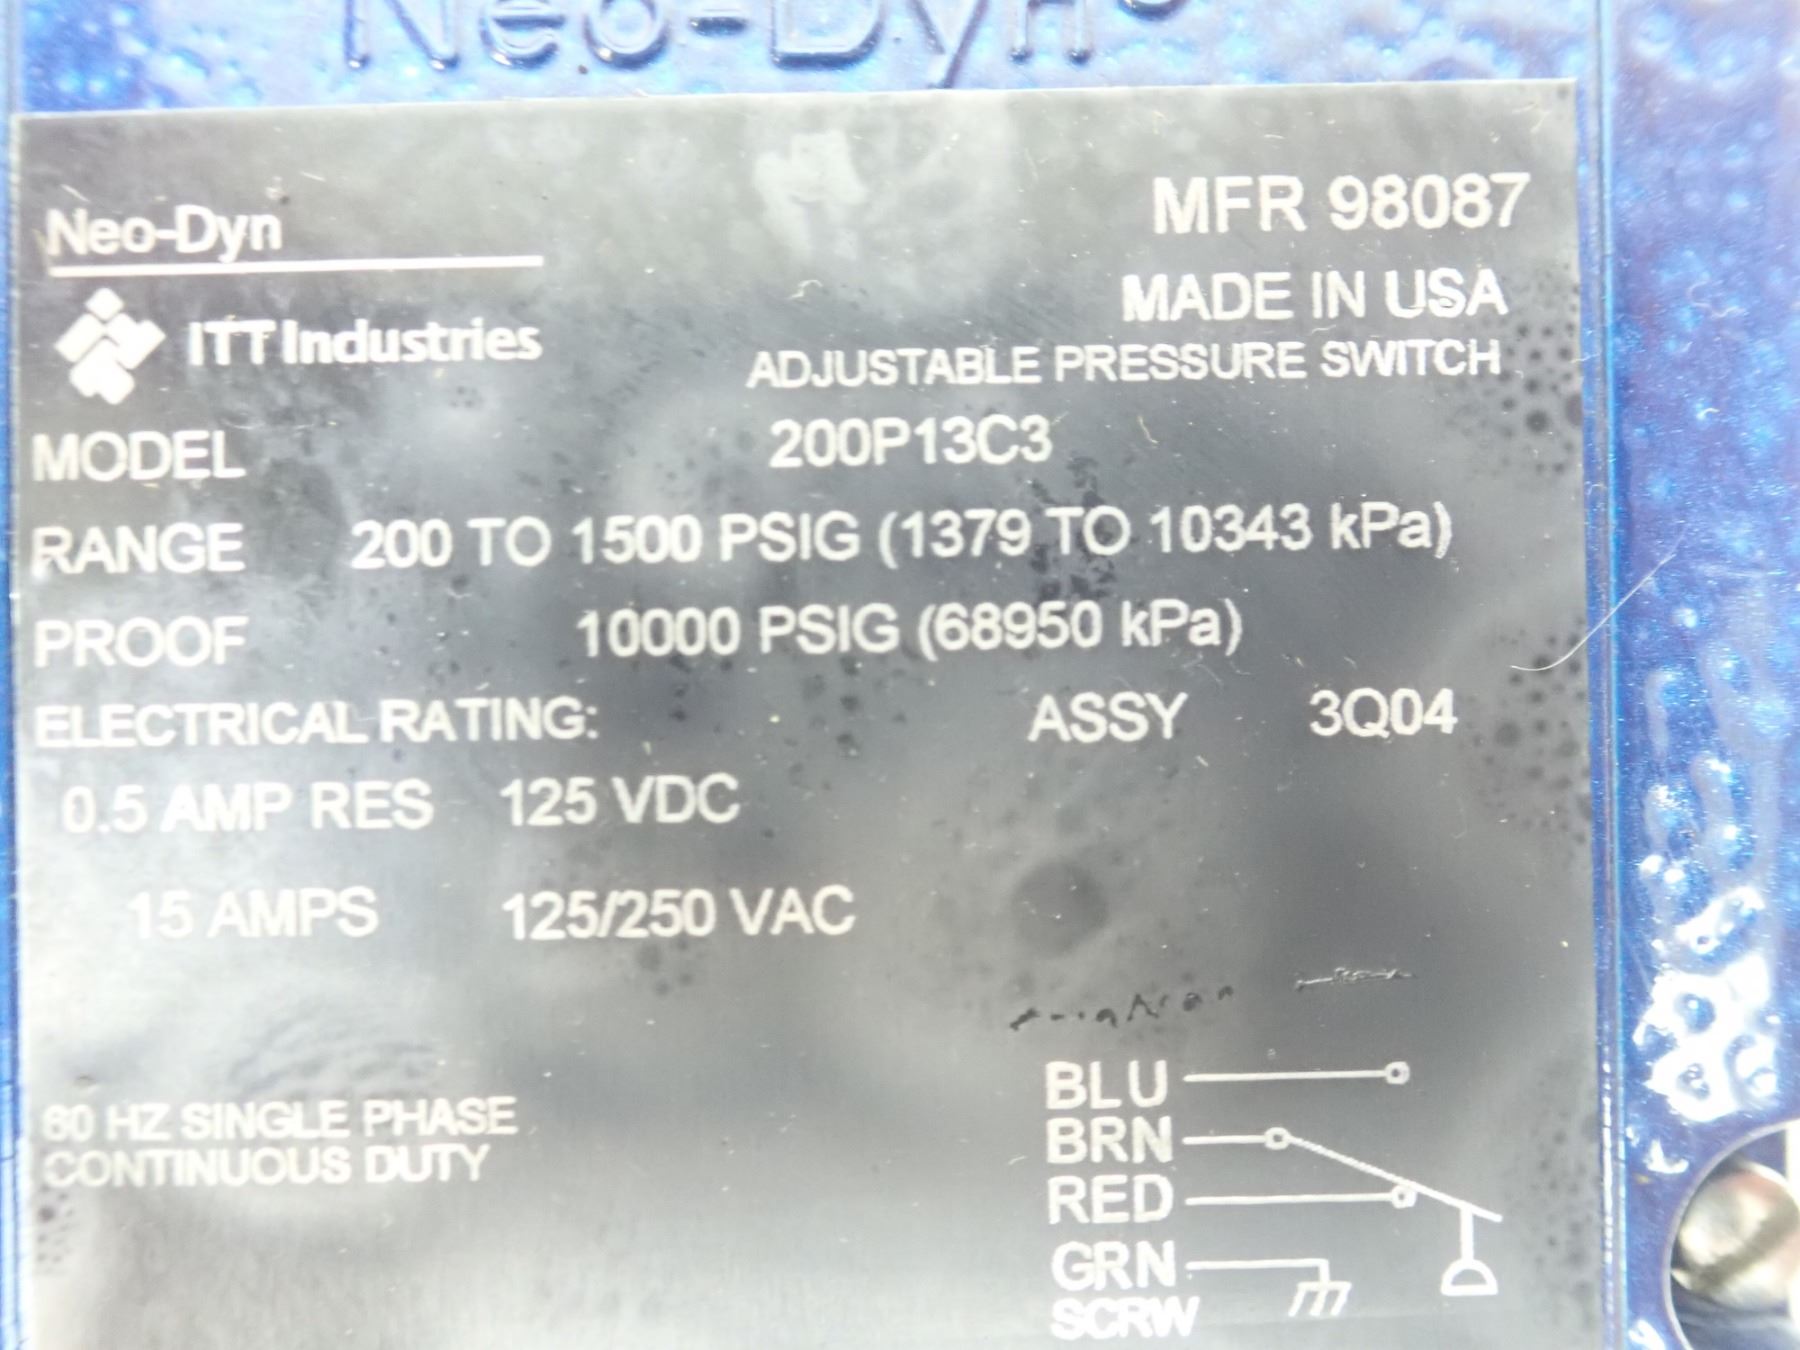 Neo-Dyn
Neo-Dyn
MFR 98087
ITT Industries
MADE IN USA
ADJUSTABLE PRESSURE SWITCH
MODEL 200P13C3
RANGE 200 TO 1500 PSIG (1379 TO 10343 kPa)
PROOF 10000 PSIG (68950 kPa)
ELECTRICAL RATING: ASSY 3Q04
0.5 AMP RES 125 VDC
15 AMPS 125/250 VAC
60 HZ SINGLE PHASE
CONTINUOUS DUTY
BLU
BRN
RED
GRN
SCRW